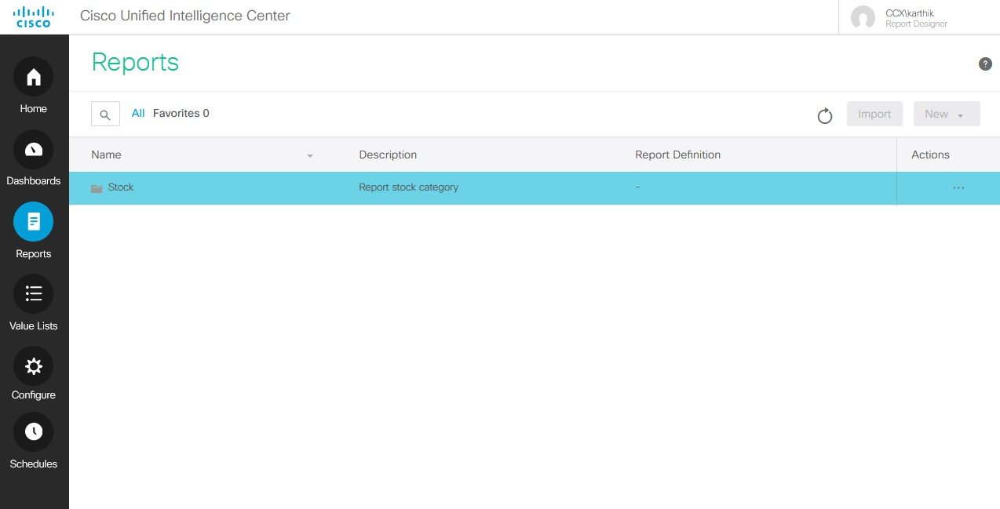 CISCO
Cisco Unified Intelligence Center
CCX\karthik
Report Designer
Reports
?
All Favorites 0
Import
New
Name Description Report Definition Actions
Stock Report stock category - ...
Home
Dashboards
Reports
Value Lists
Configure
Schedules